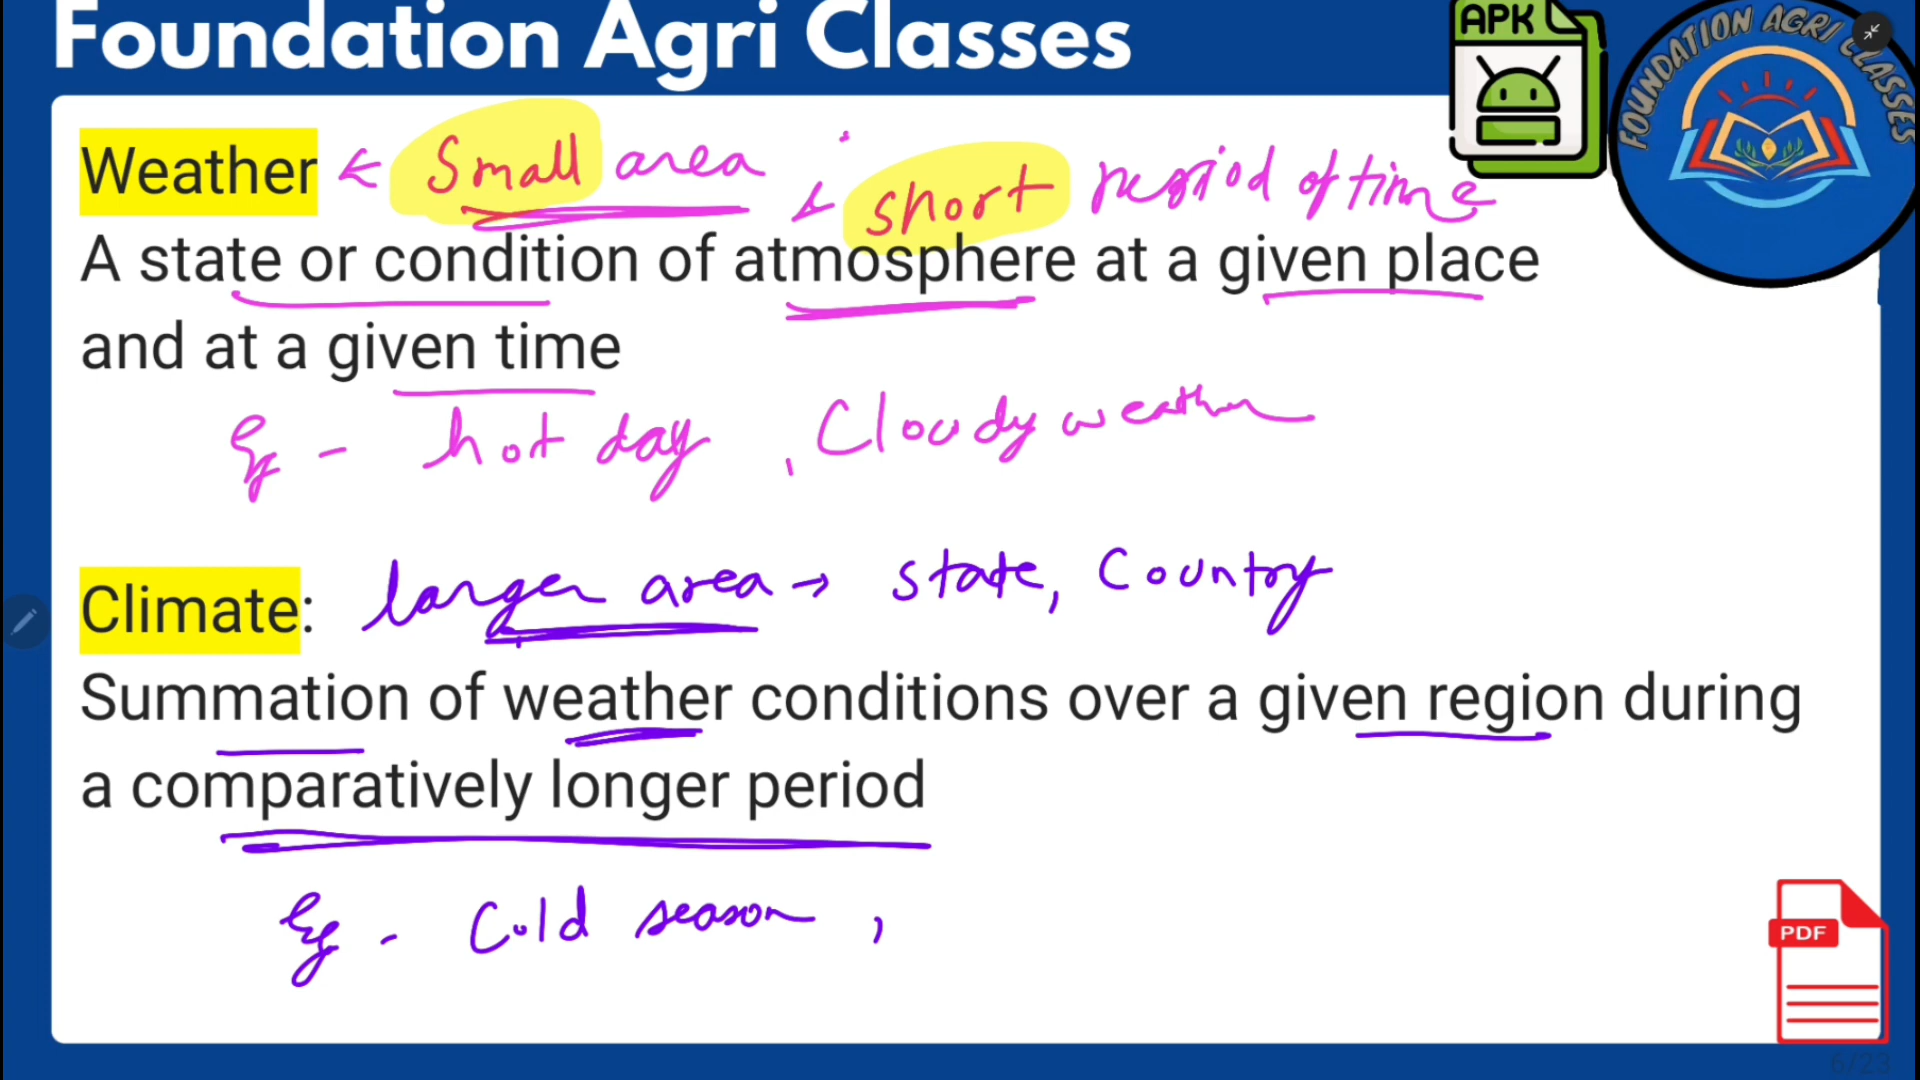 Foundation Agri Classes
APK
FOUNDATION AGRI CLASSES
Weather ← Small area & short period of time
A state or condition of atmosphere at a given place
and at a given time
Eg - hot day , Cloudy weather
Climate: larger area → state, Country
Summation of weather conditions over a given region during
a comparatively longer period
Eg - Cold season ,
PDF
6/23